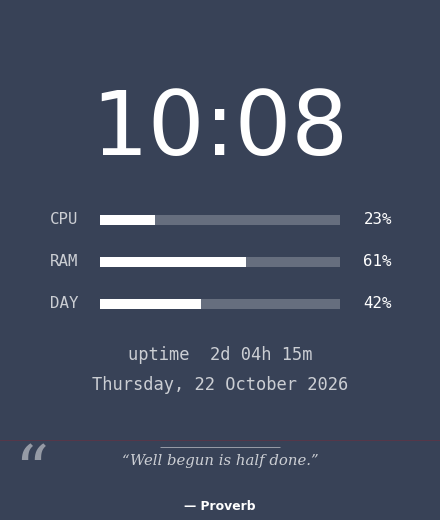 10:08
CPU 23%
RAM 61%
DAY 42%
uptime 2d 04h 15m
Thursday, 22 October 2026
“
“Well begun is half done.”
— Proverb